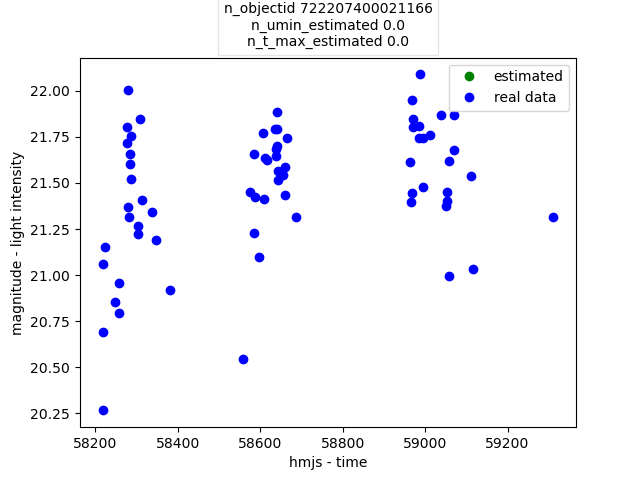 n_objectid 722207400021166
n_umin_estimated 0.0
n_t_max_estimated 0.0
estimated
real data
22.00
21.75
21.50
21.25
21.00
20.75
20.50
20.25
magnitude - light intensity
58200 58400 58600 58800 59000 59200
hmjs - time